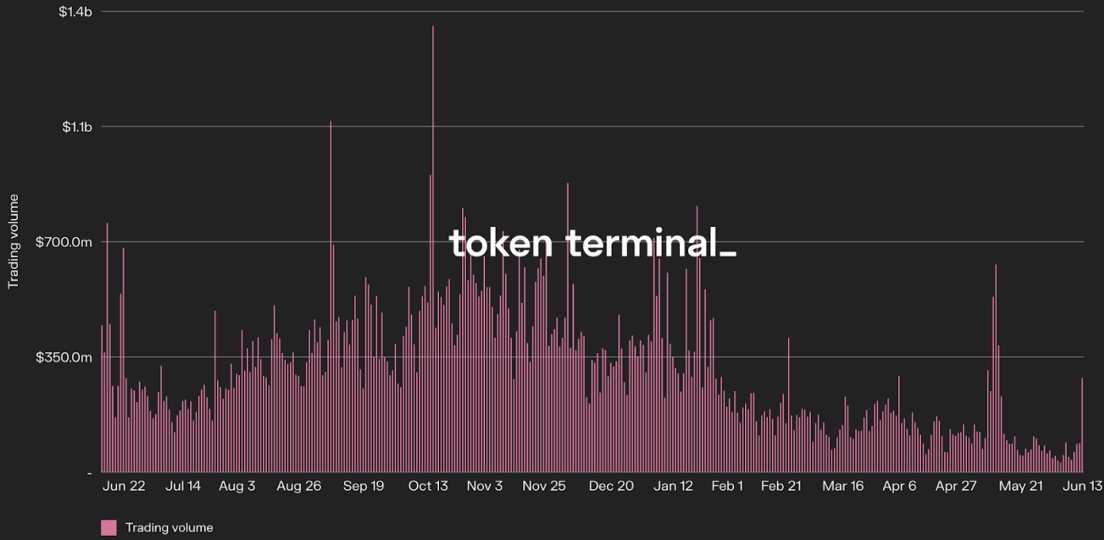 $1.4b
$1.1b
$700.0m
$350.0m
-
Trading volume
token terminal_
Jun 22 Jul 14 Aug 3 Aug 26 Sep 19 Oct 13 Nov 3 Nov 25 Dec 20 Jan 12 Feb 1 Feb 21 Mar 16 Apr 6 Apr 27 May 21 Jun 13
Trading volume